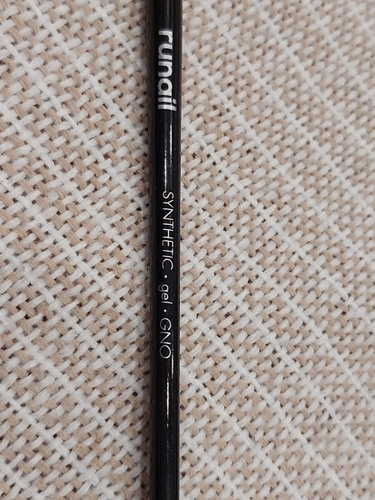 runail
SYNTHETIC • gel • GNO